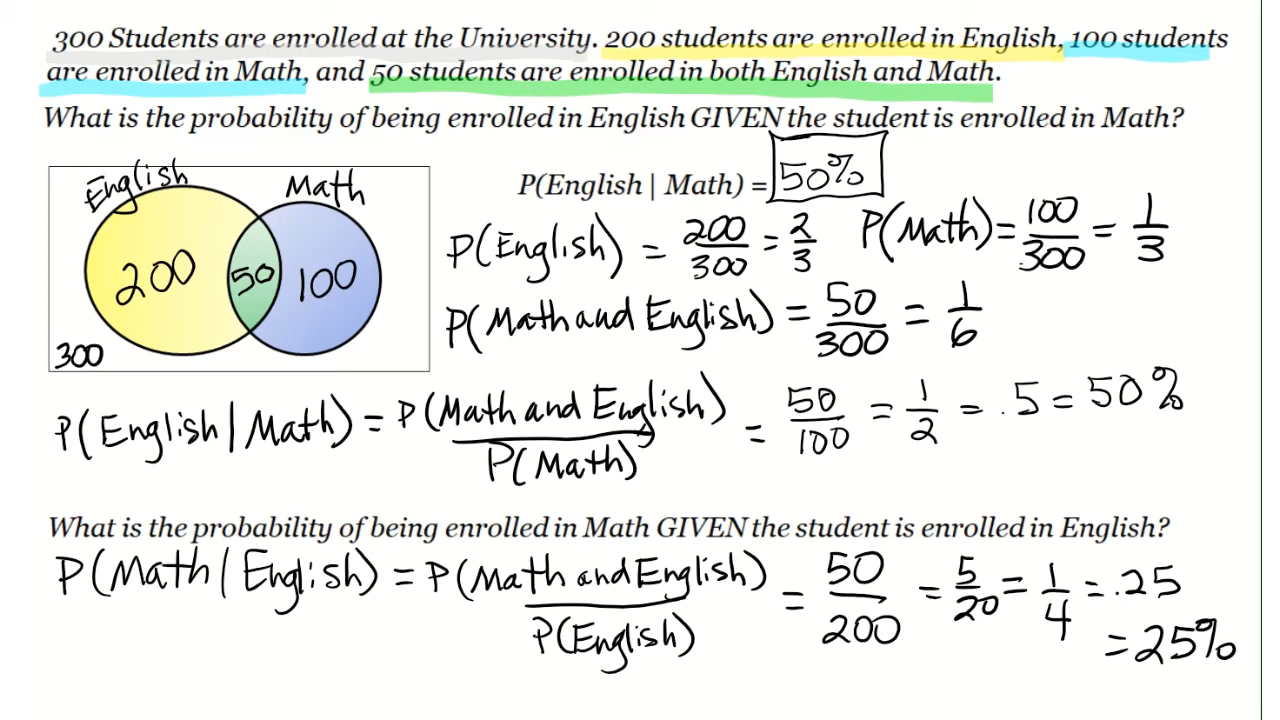 300 Students are enrolled at the University. 200 students are enrolled in English, 100 students
are enrolled in Math, and 50 students are enrolled in both English and Math.
What is the probability of being enrolled in English GIVEN the student is enrolled in Math?
English
Math
200
50
100
300
P(English | Math) = 50%
P(English) = 200/300 = 2/3
P(Math) = 100/300 = 1/3
P(Math and English) = 50/300 = 1/6
P(English | Math) = P(Math and English)/P(Math) = 50/100 = 1/2 = .5 = 50%
What is the probability of being enrolled in Math GIVEN the student is enrolled in English?
P(Math | English) = P(Math and English)/P(English) = 50/200 = 5/20 = 1/4 = .25
= 25%